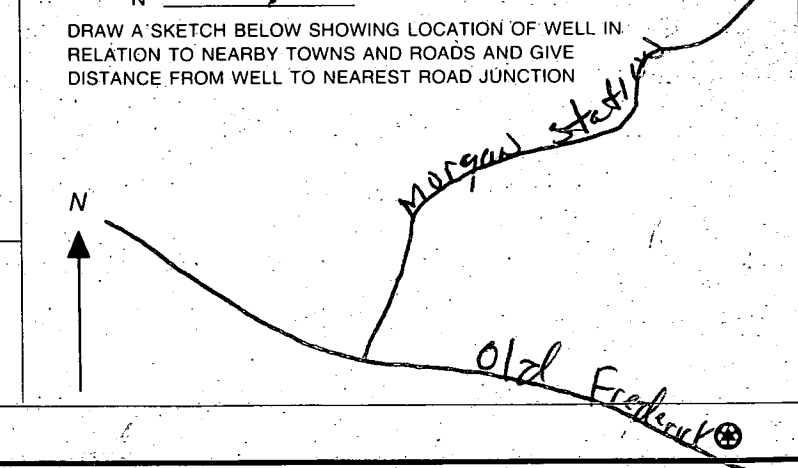 N
DRAW A SKETCH BELOW SHOWING LOCATION OF WELL IN
RELATION TO NEARBY TOWNS AND ROADS AND GIVE
DISTANCE FROM WELL TO NEAREST ROAD JUNCTION
Morgan Station
N
Old Frederick